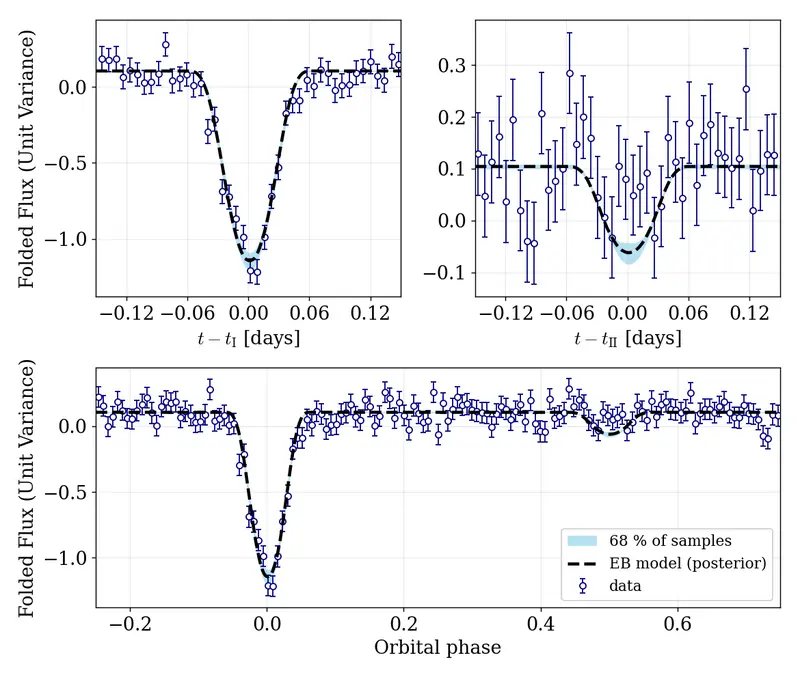 Folded Flux (Unit Variance)
0.0
−0.5
−1.0
−0.12 −0.06 0.00 0.06 0.12
t − tI [days]
0.3
0.2
0.1
0.0
−0.1
−0.12 −0.06 0.00 0.06 0.12
t − tII [days]
Folded Flux (Unit Variance)
0.0
−0.5
−1.0
68 % of samples
EB model (posterior)
data
−0.2 0.0 0.2 0.4 0.6
Orbital phase